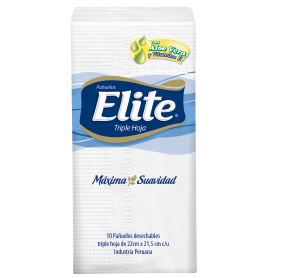 con
Aloe Vera
y Vitamina E
Pañuelos
Elite®
Triple Hoja
Máxima Suavidad
10 Pañuelos desechables
triple hoja de 22cm x 21,5 cm c/u
Industria Peruana